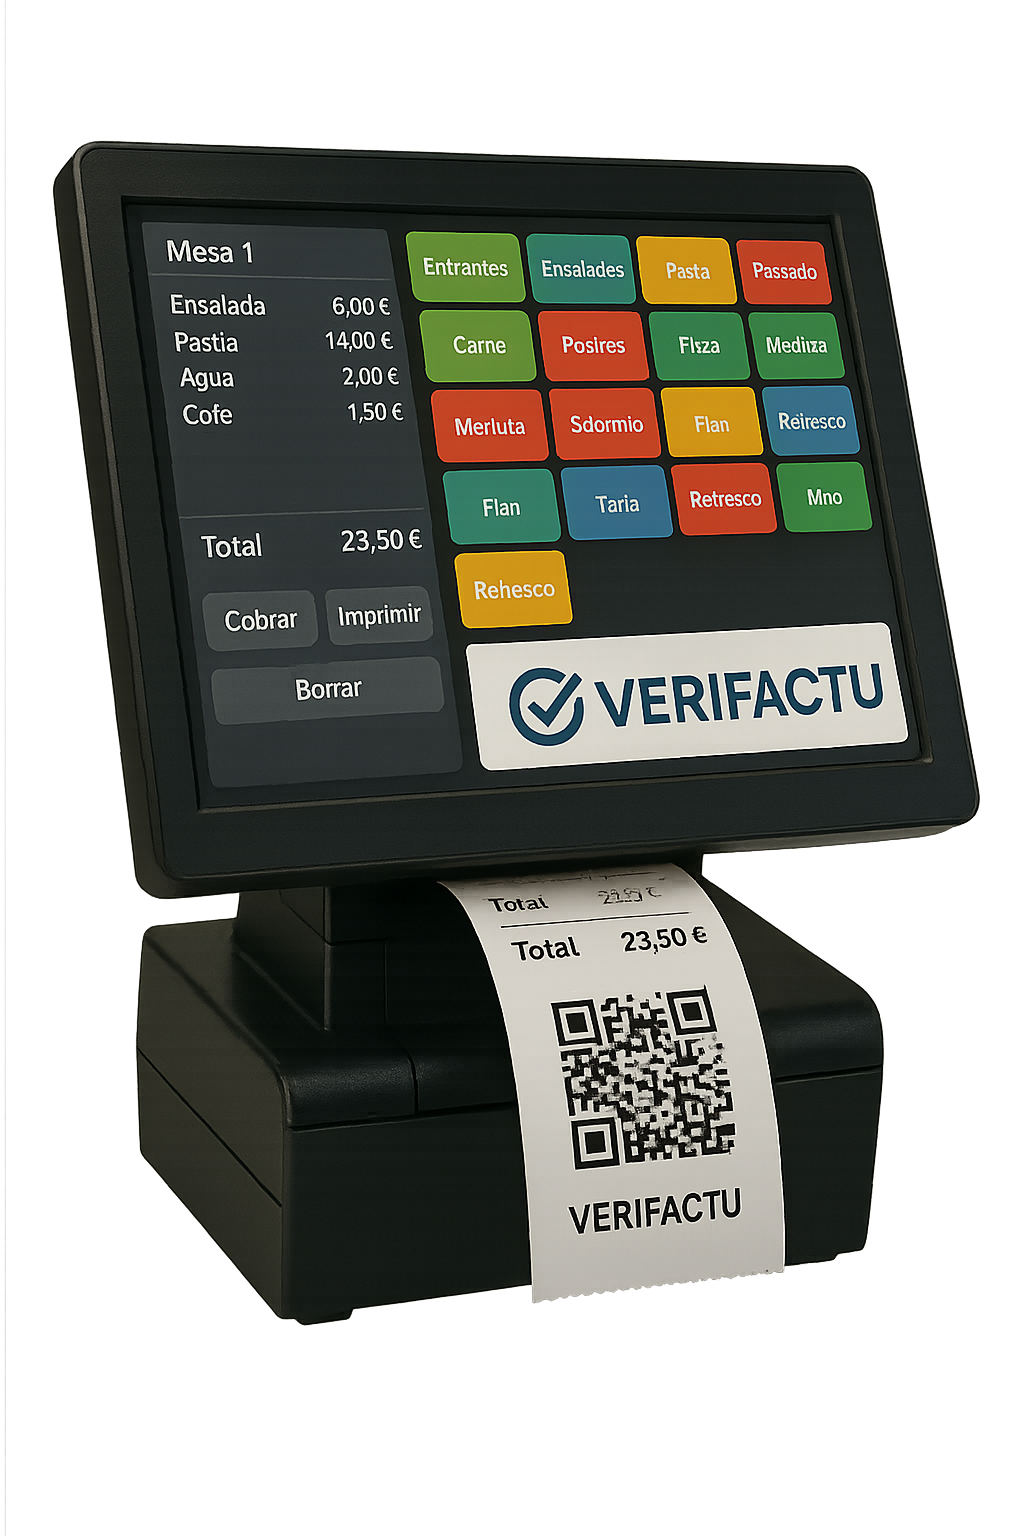 Mesa 1
Ensalada 6,00 €
Pastia 14,00 €
Agua 2,00 €
Cofe 1,50 €
Total 23,50 €
Cobrar Imprimir
Borrar
Entrantes Ensalades Pasta Passado
Carne Posires Flsza Mediıza
Merluta Sdormio Flan Reiresco
Flan Taria Retresco Mno
Rehesco
VERIFACTU
Total
Total 23,50 €
VERIFACTU